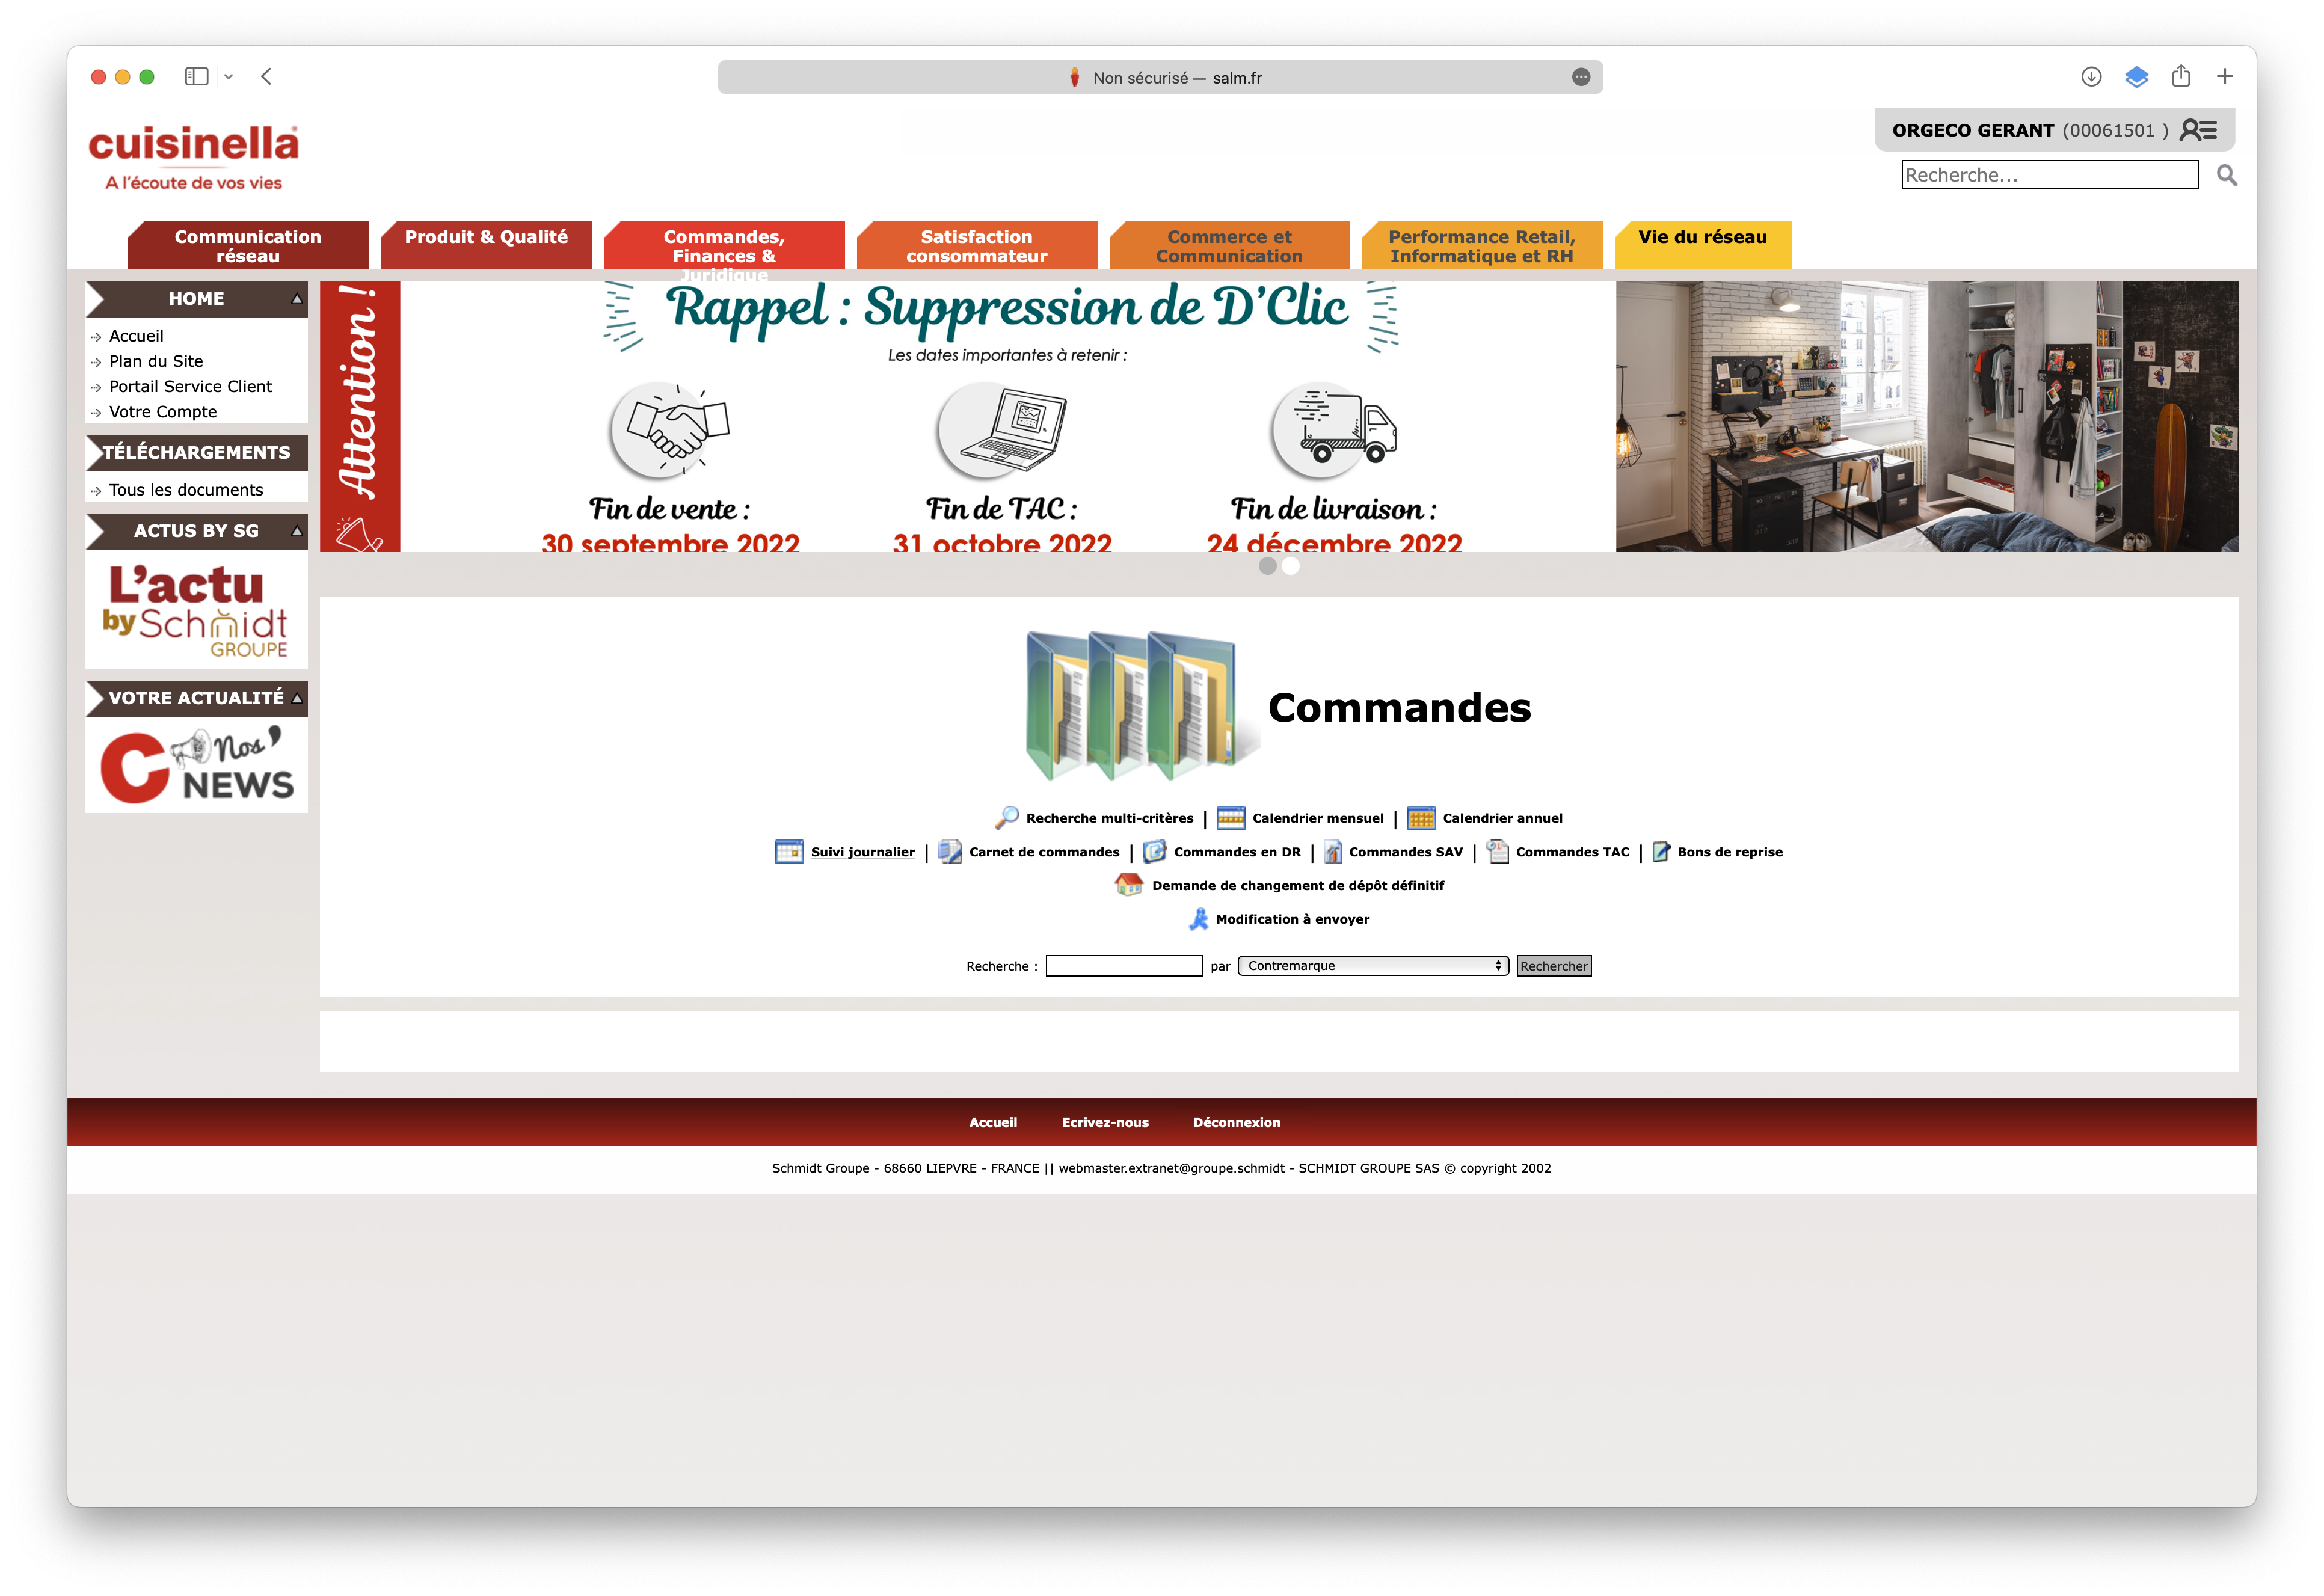 Non sécurisé — salm.fr
cuisinella
A l'écoute de vos vies
ORGECO GERANT (00061501 )
Recherche...
Communication
réseau
Produit & Qualité
Commandes,
Finances &
Juridique
Satisfaction
consommateur
Commerce et
Communication
Performance Retail,
Informatique et RH
Vie du réseau
HOME
Accueil
Plan du Site
Portail Service Client
Votre Compte
TÉLÉCHARGEMENTS
Tous les documents
ACTUS BY SG
L'actu
by Schmidt
GROUPE
VOTRE ACTUALITÉ
C Nos'
NEWS
Attention !
Rappel : Suppression de D'Clic
Les dates importantes à retenir :
Fin de vente :
30 septembre 2022
Fin de TAC :
31 octobre 2022
Fin de livraison :
24 décembre 2022
Commandes
Recherche multi-critères | Calendrier mensuel | Calendrier annuel
Suivi journalier | Carnet de commandes | Commandes en DR | Commandes SAV | Commandes TAC | Bons de reprise
Demande de changement de dépôt définitif
Modification à envoyer
Recherche : par Contremarque Rechercher
Accueil Ecrivez-nous Déconnexion
Schmidt Groupe - 68660 LIEPVRE - FRANCE || webmaster.extranet@groupe.schmidt - SCHMIDT GROUPE SAS © copyright 2002